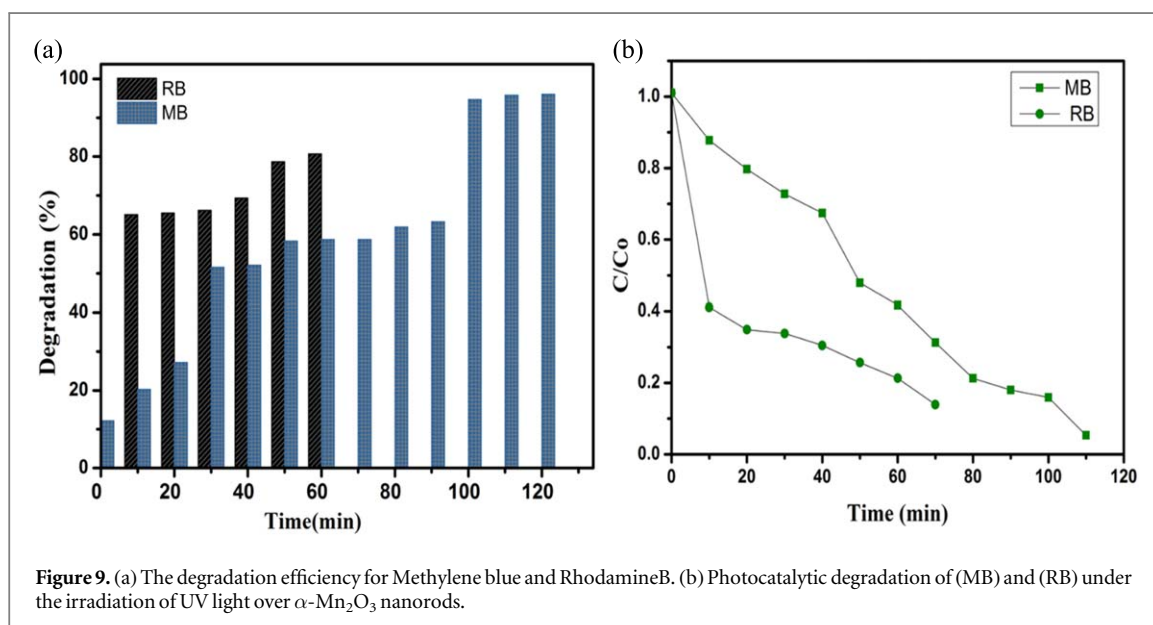 (a)
RB
MB
100
80
60
40
20
0
Degradation (%)
0 20 40 60 80 100 120
Time(min)
(b)
MB
RB
1.0
0.8
0.6
0.4
0.2
0.0
C/Co
0 20 40 60 80 100 120
Time (min)
Figure 9. (a) The degradation efficiency for Methylene blue and RhodamineB. (b) Photocatalytic degradation of (MB) and (RB) under
the irradiation of UV light over α-Mn₂O₃ nanorods.